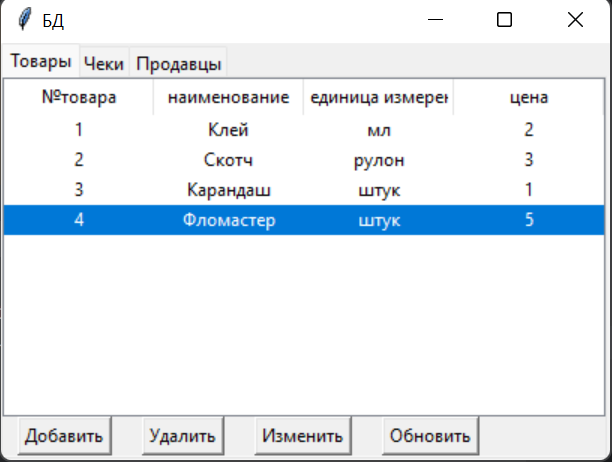 БД
Товары Чеки Продавцы
№товара наименование единица измерен цена
1 Клей мл 2
2 Скотч рулон 3
3 Карандаш штук 1
4 Фломастер штук 5
Добавить Удалить Изменить Обновить